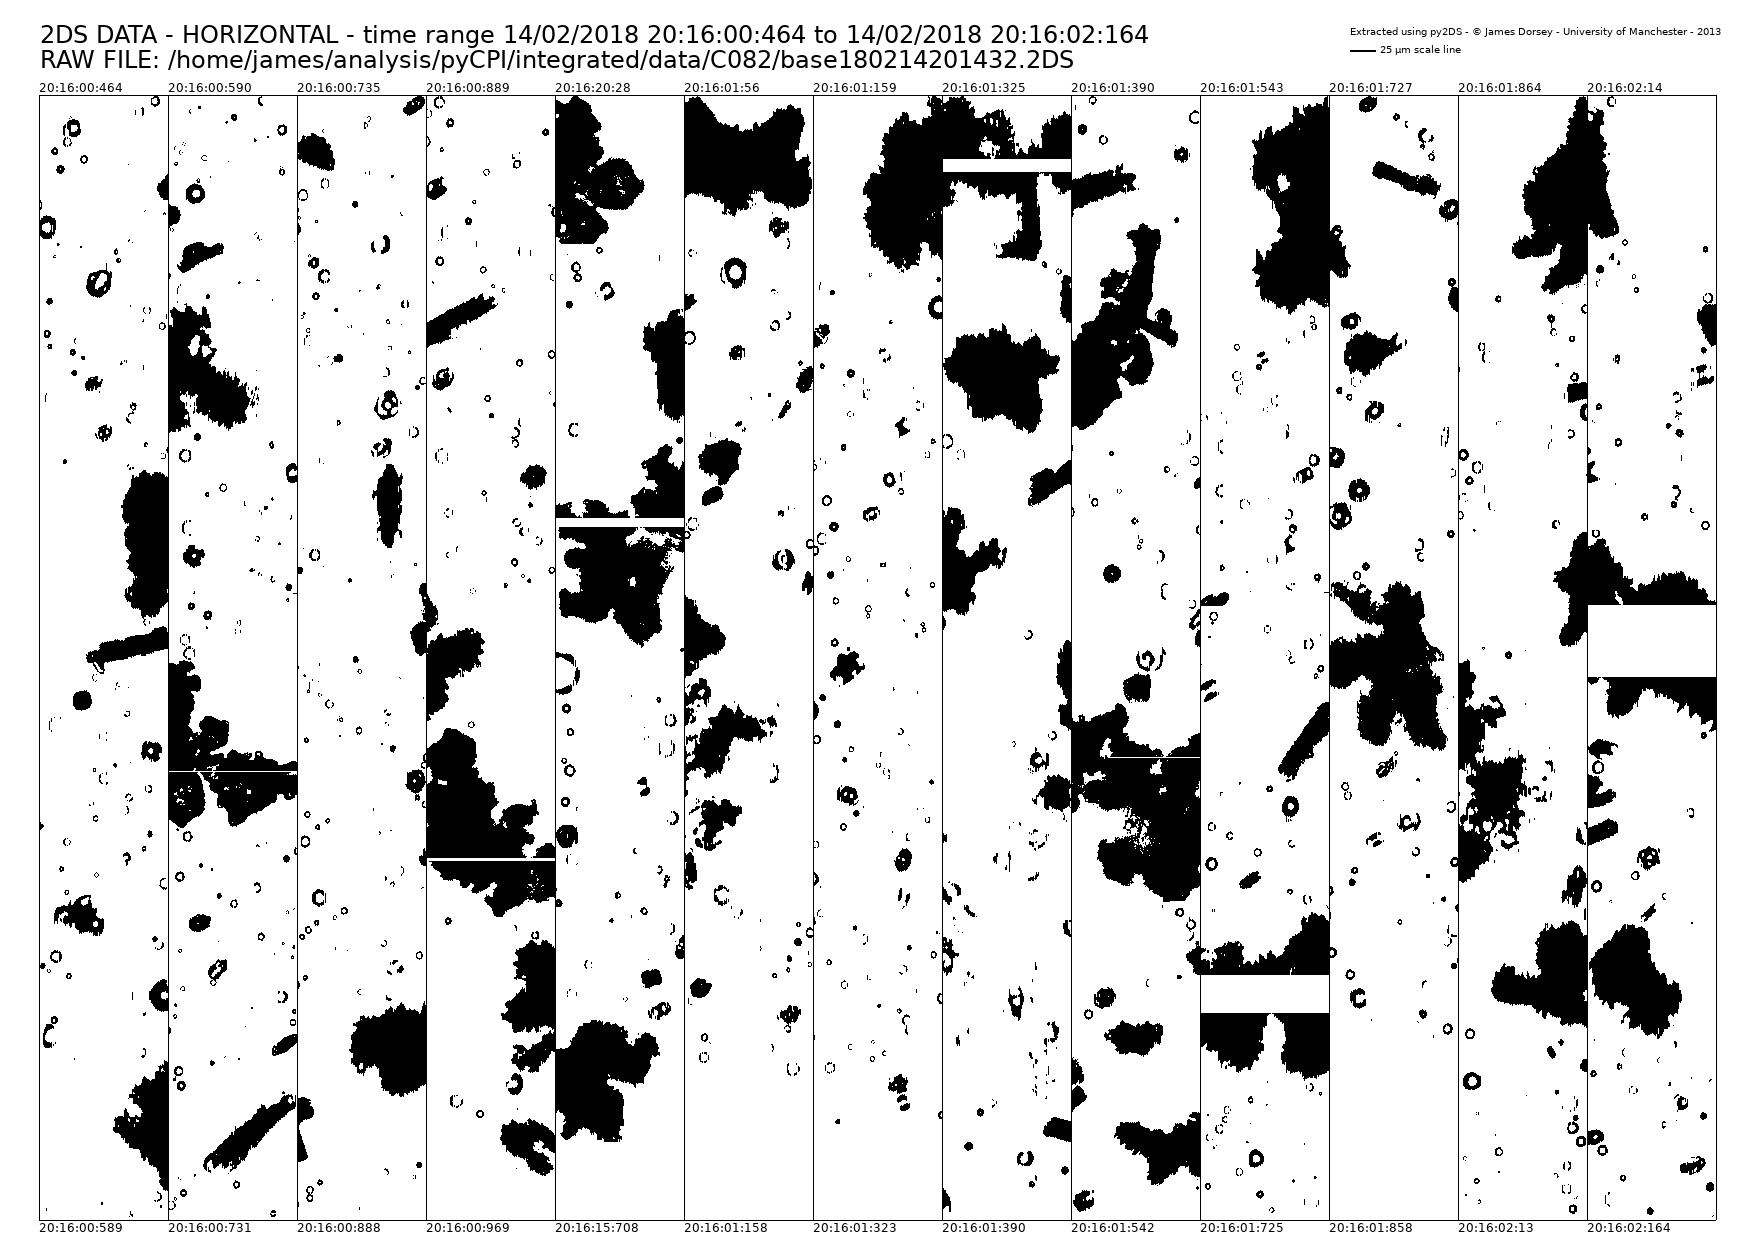 2DS DATA - HORIZONTAL - time range 14/02/2018 20:16:00:464 to 14/02/2018 20:16:02:164
RAW FILE: /home/james/analysis/pyCPI/integrated/data/C082/base180214201432.2DS
Extracted using py2DS - © James Dorsey - University of Manchester - 2013
25 µm scale line
20:16:00:464 20:16:00:590 20:16:00:735 20:16:00:889 20:16:20:28 20:16:01:56 20:16:01:159 20:16:01:325 20:16:01:390 20:16:01:543 20:16:01:727 20:16:01:864 20:16:02:14
20:16:00:589 20:16:00:731 20:16:00:888 20:16:00:969 20:16:15:708 20:16:01:158 20:16:01:323 20:16:01:390 20:16:01:542 20:16:01:725 20:16:01:858 20:16:02:13 20:16:02:164